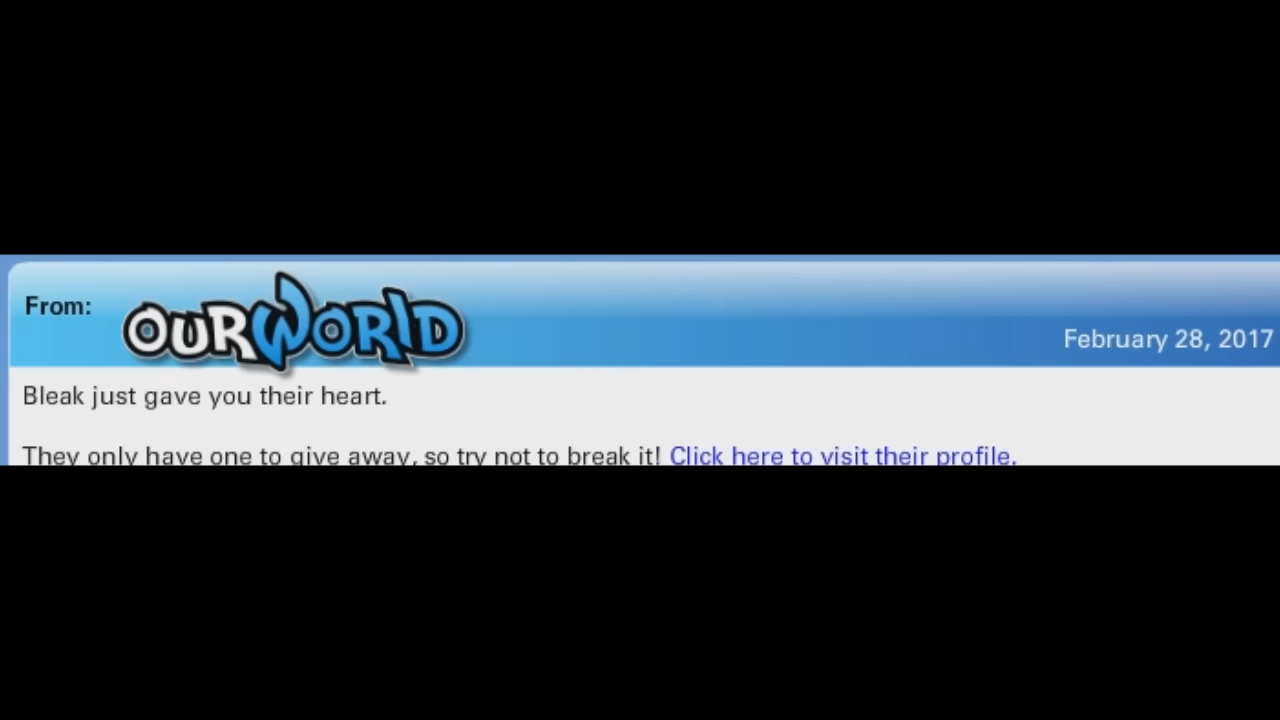 From: OURWORLD
February 28, 2017
Bleak just gave you their heart.
They only have one to give away, so try not to break it! Click here to visit their profile.